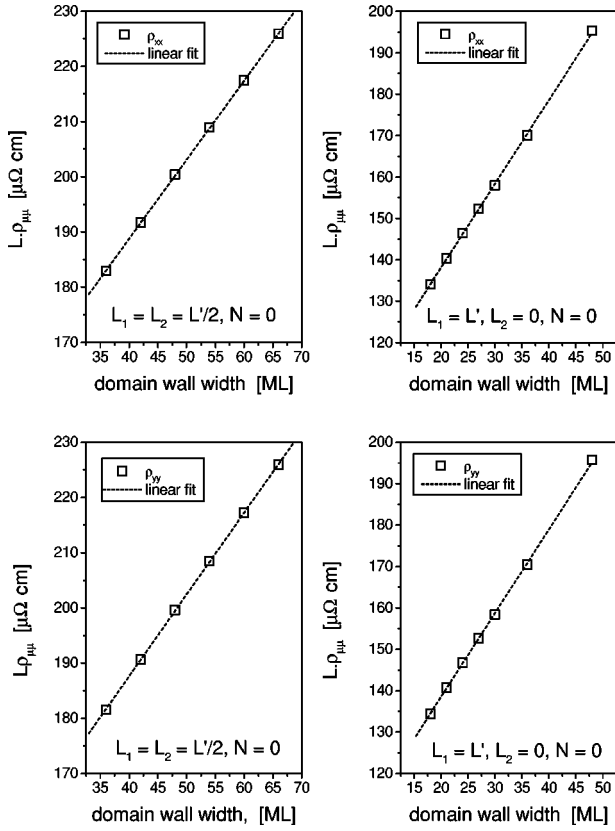 ρxx
linear fit
L.ρμμ [μΩ cm]
230
220
210
200
190
180
170
L1 = L2 = L'/2, N = 0
35 40 45 50 55 60 65 70
domain wall width [ML]
ρxx
linear fit
L.ρμμ [μΩ cm]
200
190
180
170
160
150
140
130
120
L1 = L', L2 = 0, N = 0
15 20 25 30 35 40 45 50
domain wall width [ML]
ρyy
linear fit
Lρμμ [μΩ cm]
230
220
210
200
190
180
170
L1 = L2 = L'/2, N = 0
35 40 45 50 55 60 65 70
domain wall width, [ML]
ρyy
linear fit
L.ρμμ [μΩ cm]
200
190
180
170
160
150
140
130
120
L1 = L', L2 = 0, N = 0
15 20 25 30 35 40 45 50
domain wall width [ML]